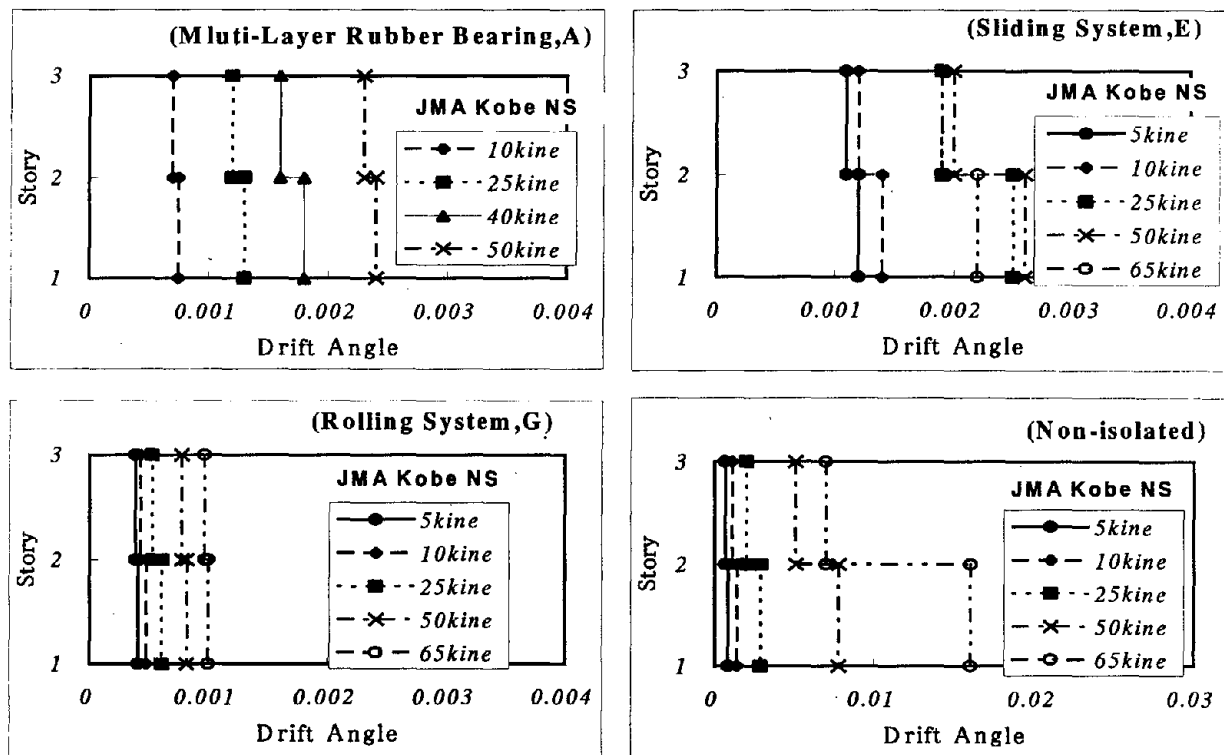 (Mluti-Layer Rubber Bearing,A)
3
2
1
Story
JMA Kobe NS
10kine
25kine
40kine
50kine
0 0.001 0.002 0.003 0.004
Drift Angle
(Sliding System,E)
3
2
1
Story
JMA Kobe NS
5kine
10kine
25kine
50kine
65kine
0 0.001 0.002 0.003 0.004
Drift Angle
(Rolling System,G)
3
2
1
Story
JMA Kobe NS
5kine
10kine
25kine
50kine
65kine
0 0.001 0.002 0.003 0.004
Drift Angle
(Non-isolated)
3
2
1
Story
JMA Kobe NS
5kine
10kine
25kine
50kine
65kine
0 0.01 0.02 0.03
Drift Angle